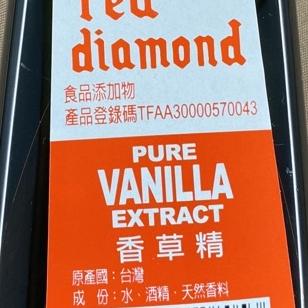 red
diamond
食品添加物
產品登錄碼TFAA30000570043
PURE
VANILLA
EXTRACT
香草精
原產國：台灣
成　份：水、酒精、天然香料